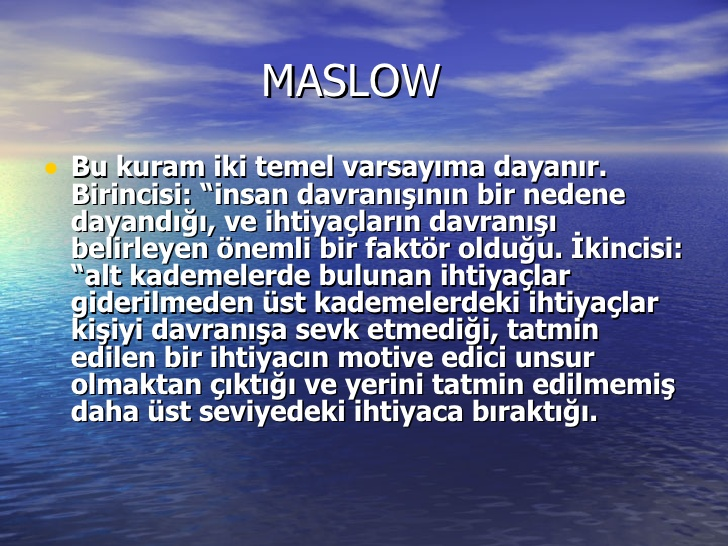 MASLOW
• Bu kuram iki temel varsayıma dayanır.
Birincisi: “insan davranışının bir nedene
dayandığı, ve ihtiyaçların davranışı
belirleyen önemli bir faktör olduğu. İkincisi:
“alt kademelerde bulunan ihtiyaçlar
giderilmeden üst kademelerdeki ihtiyaçlar
kişiyi davranışa sevk etmediği, tatmin
edilen bir ihtiyacın motive edici unsur
olmaktan çıktığı ve yerini tatmin edilmemiş
daha üst seviyedeki ihtiyaca bıraktığı.